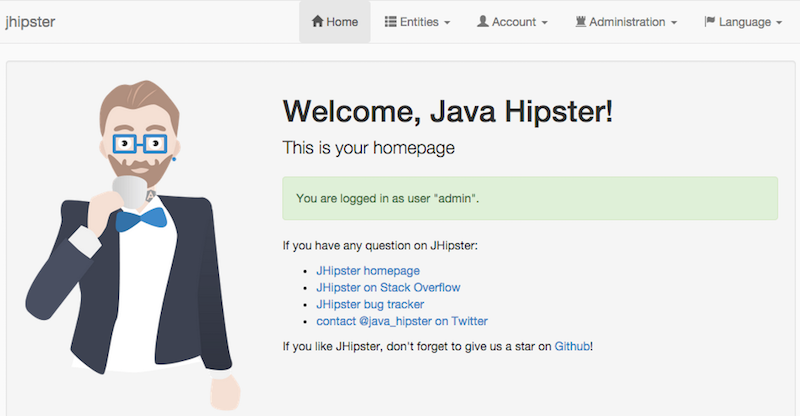 jhipster
Home
Entities
Account
Administration
Language
Welcome, Java Hipster!
This is your homepage
You are logged in as user "admin".
If you have any question on JHipster:
JHipster homepage
JHipster on Stack Overflow
JHipster bug tracker
contact @java_hipster on Twitter
If you like JHipster, don't forget to give us a star on Github!
A